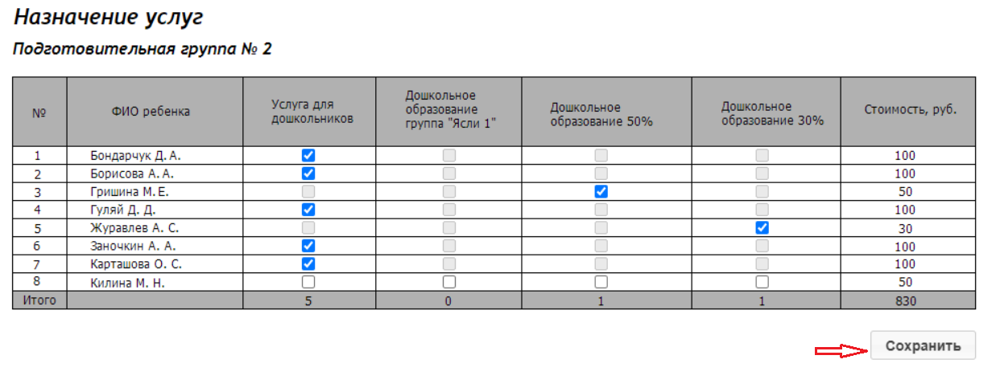 Назначение услуг
Подготовительная группа № 2
№ ФИО ребенка Услуга для дошкольников Дошкольное образование группа "Ясли 1" Дошкольное образование 50% Дошкольное образование 30% Стоимость, руб.
1 Бондарчук Д. А. 100
2 Борисова А. А. 100
3 Гришина М. Е. 50
4 Гуляй Д. Д. 100
5 Журавлев А. С. 30
6 Заночкин А. А. 100
7 Карташова О. С. 100
8 Килина М. Н. 50
Итого 5 0 1 1 830
Сохранить